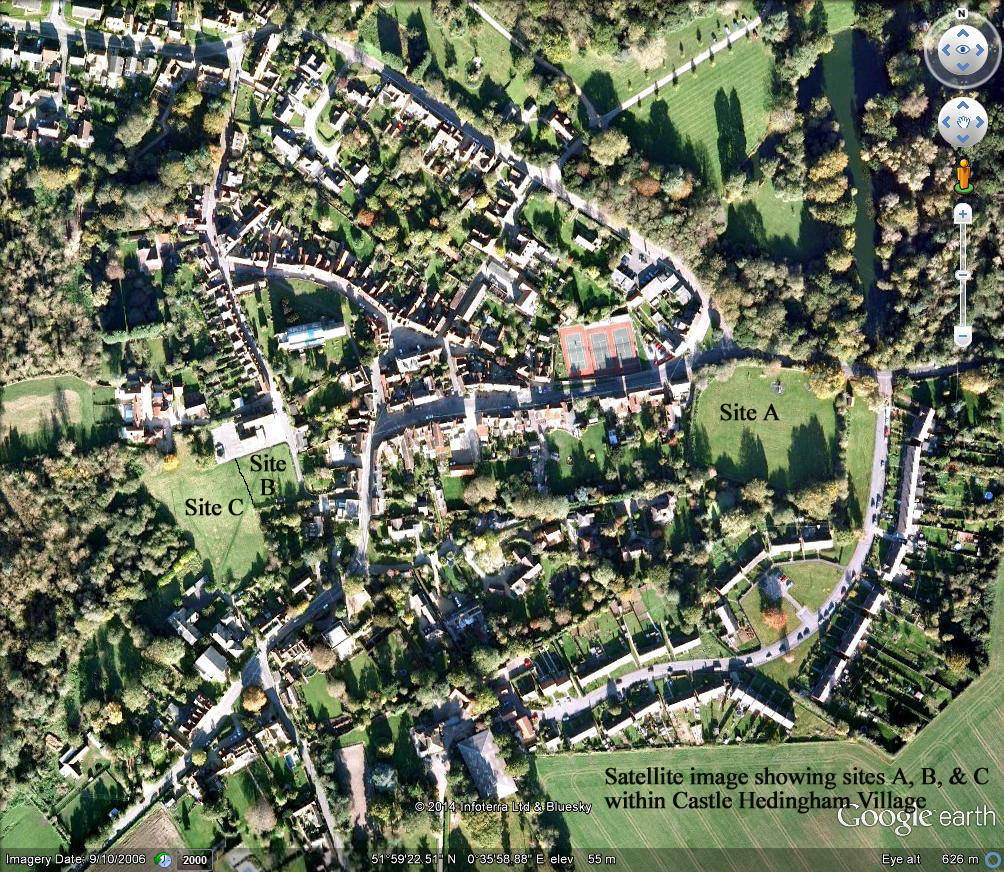 N
Site A
Site
B
Site C
Satellite image showing sites A, B, & C
within Castle Hedingham Village
© 2014 Infoterra Ltd & Bluesky
Google earth
Imagery Date: 9/10/2006 2000 51°59'22.51" N 0°35'58.88" E elev 55 m Eye alt 626 m